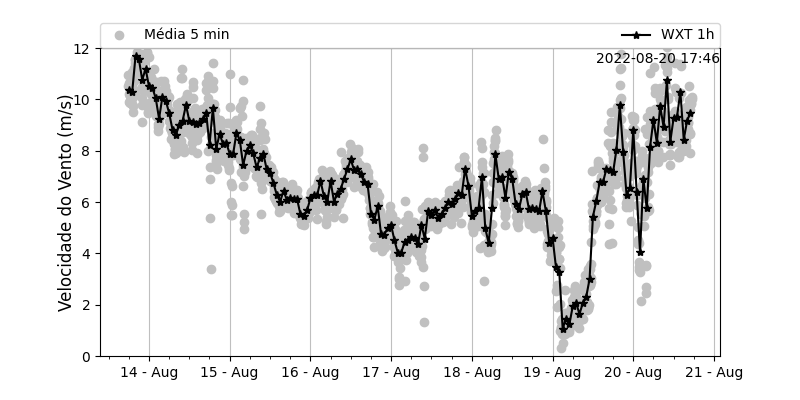 Média 5 min
WXT 1h
2022-08-20 17:46
Velocidade do Vento (m/s)
12
10
8
6
4
2
0
14 - Aug
15 - Aug
16 - Aug
17 - Aug
18 - Aug
19 - Aug
20 - Aug
21 - Aug